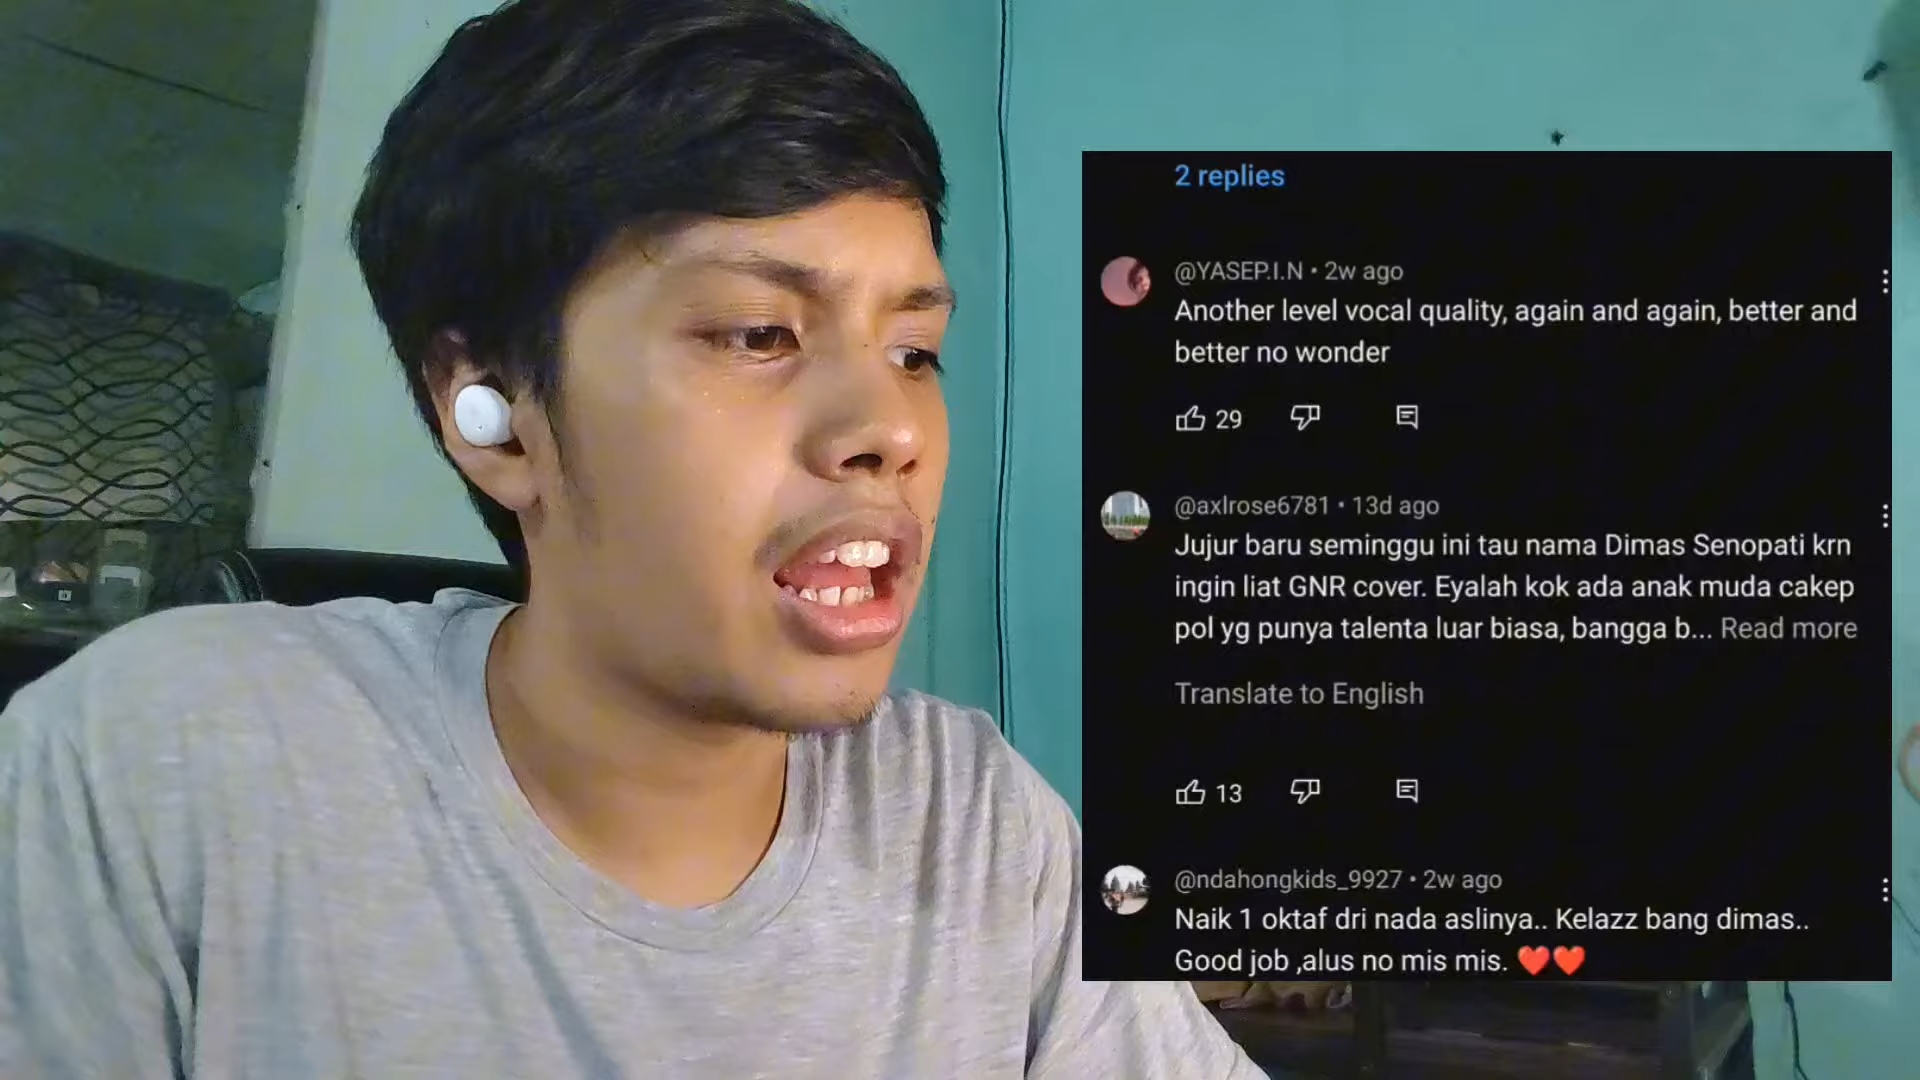 2 replies
@YASEP.I.N • 2w ago
Another level vocal quality, again and again, better and
better no wonder
29
@axlrose6781 • 13d ago
Jujur baru seminggu ini tau nama Dimas Senopati krn
ingin liat GNR cover. Eyalah kok ada anak muda cakep
pol yg punya talenta luar biasa, bangga b... Read more
Translate to English
13
@ndahongkids_9927 • 2w ago
Naik 1 oktaf dri nada aslinya.. Kelazz bang dimas..
Good job ,alus no mis mis. ❤️❤️